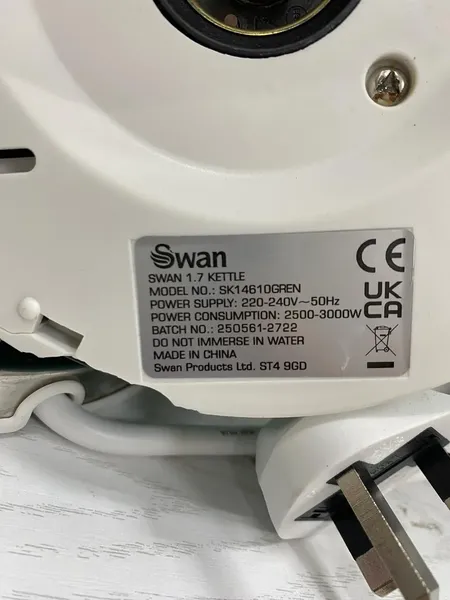 Swan
SWAN 1.7 KETTLE
MODEL NO.: SK14610GREN
POWER SUPPLY: 220-240V~50Hz
POWER CONSUMPTION: 2500-3000W
BATCH NO.: 250561-2722
DO NOT IMMERSE IN WATER
MADE IN CHINA
Swan Products Ltd. ST4 9GD
CE
UK
CA